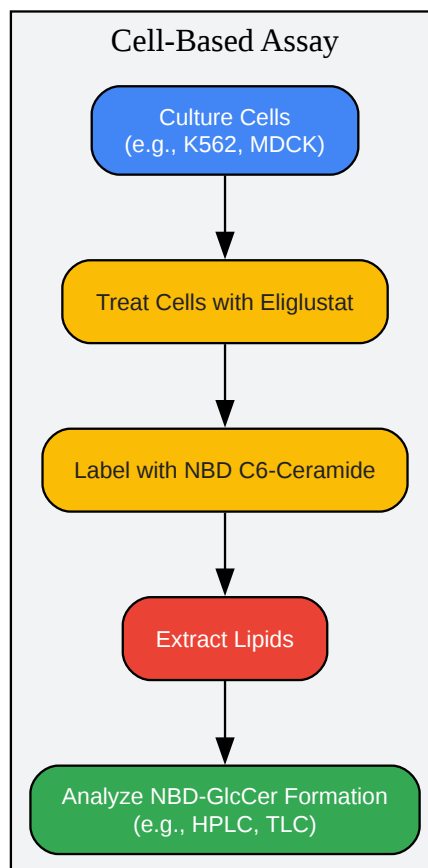 Cell-Based Assay
Culture Cells
(e.g., K562, MDCK)
Treat Cells with Eliglustat
Label with NBD C6-Ceramide
Extract Lipids
Analyze NBD-GlcCer Formation
(e.g., HPLC, TLC)